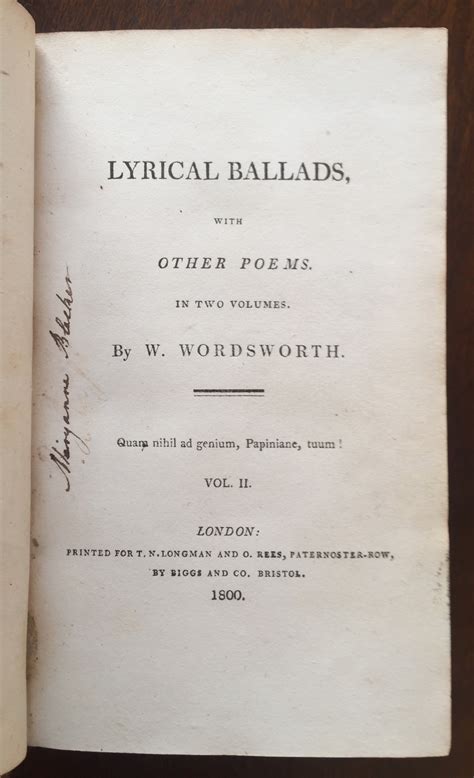 LYRICAL BALLADS,
WITH
OTHER POEMS.
IN TWO VOLUMES.
By W. WORDSWORTH.
Quam nihil ad genium, Papiniane, tuum!
VOL. II.
LONDON:
PRINTED FOR T. N. LONGMAN AND O. REES, PATERNOSTER-ROW,
BY BIGGS AND CO. BRISTOL.
1800.
Maryanne